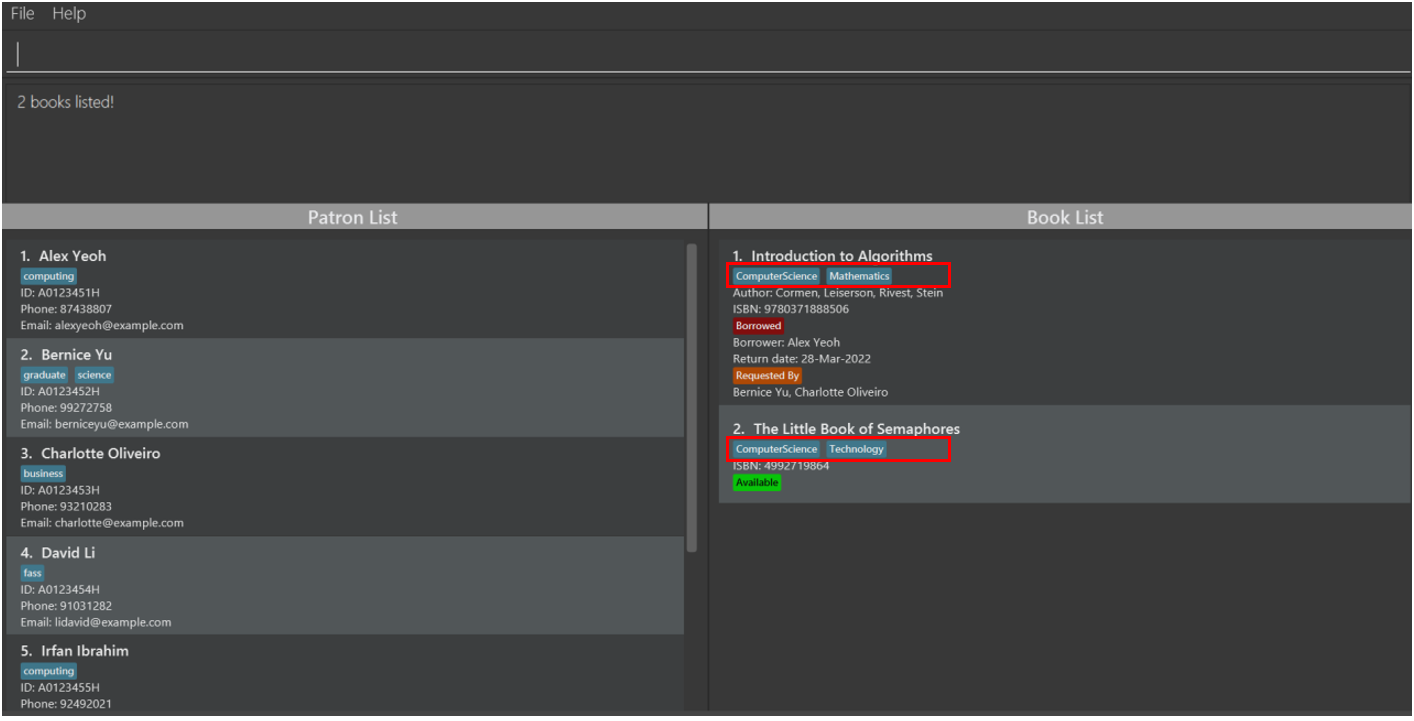 File Help
2 books listed!
Patron List
1. Alex Yeoh
computing
ID: A0123451H
Phone: 87438807
Email: alexyeoh@example.com
2. Bernice Yu
graduate science
ID: A0123452H
Phone: 99272758
Email: berniceyu@example.com
3. Charlotte Oliveiro
business
ID: A0123453H
Phone: 93210283
Email: charlotte@example.com
4. David Li
fass
ID: A0123454H
Phone: 91031282
Email: lidavid@example.com
5. Irfan Ibrahim
computing
ID: A0123455H
Phone: 92492021
Book List
1. Introduction to Algorithms
ComputerScience Mathematics
Author: Cormen, Leiserson, Rivest, Stein
ISBN: 9780371888506
Borrowed
Borrower: Alex Yeoh
Return date: 28-Mar-2022
Requested By
Bernice Yu, Charlotte Oliveiro
2. The Little Book of Semaphores
ComputerScience Technology
ISBN: 4992719864
Available